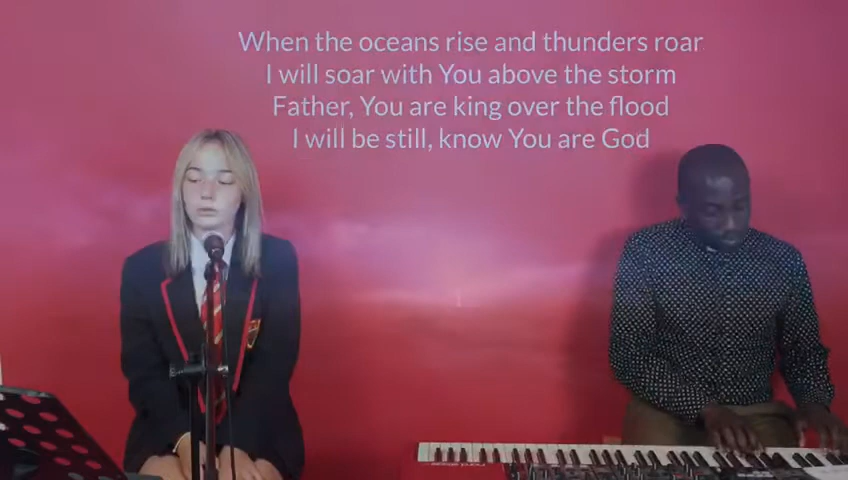 When the oceans rise and thunders roar
I will soar with You above the storm
Father, You are king over the flood
I will be still, know You are God